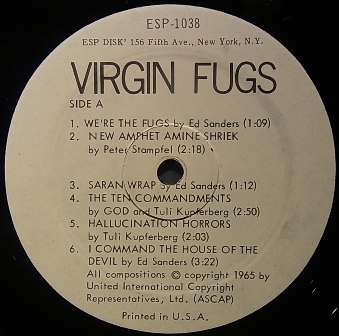 ESP-1038
ESP DISK' 156 Fifth Ave., New York, N.Y.
VIRGIN FUGS
SIDE A
1. WE'RE THE FUGS by Ed Sanders (1:09)
2. NEW AMPHET AMINE SHRIEK
by Peter Stampfel (2:18)
3. SARAN WRAP by Ed Sanders (1:12)
4. THE TEN COMMANDMENTS
by GOD and Tuli Kupferberg (2:50)
5. HALLUCINATION HORRORS
by Tuli Kupferberg (2:03)
6. I COMMAND THE HOUSE OF THE
DEVIL by Ed Sanders (3:22)
All compositions © copyright 1965 by
United International Copyright
Representatives, Ltd. (ASCAP)
Printed in U.S.A.